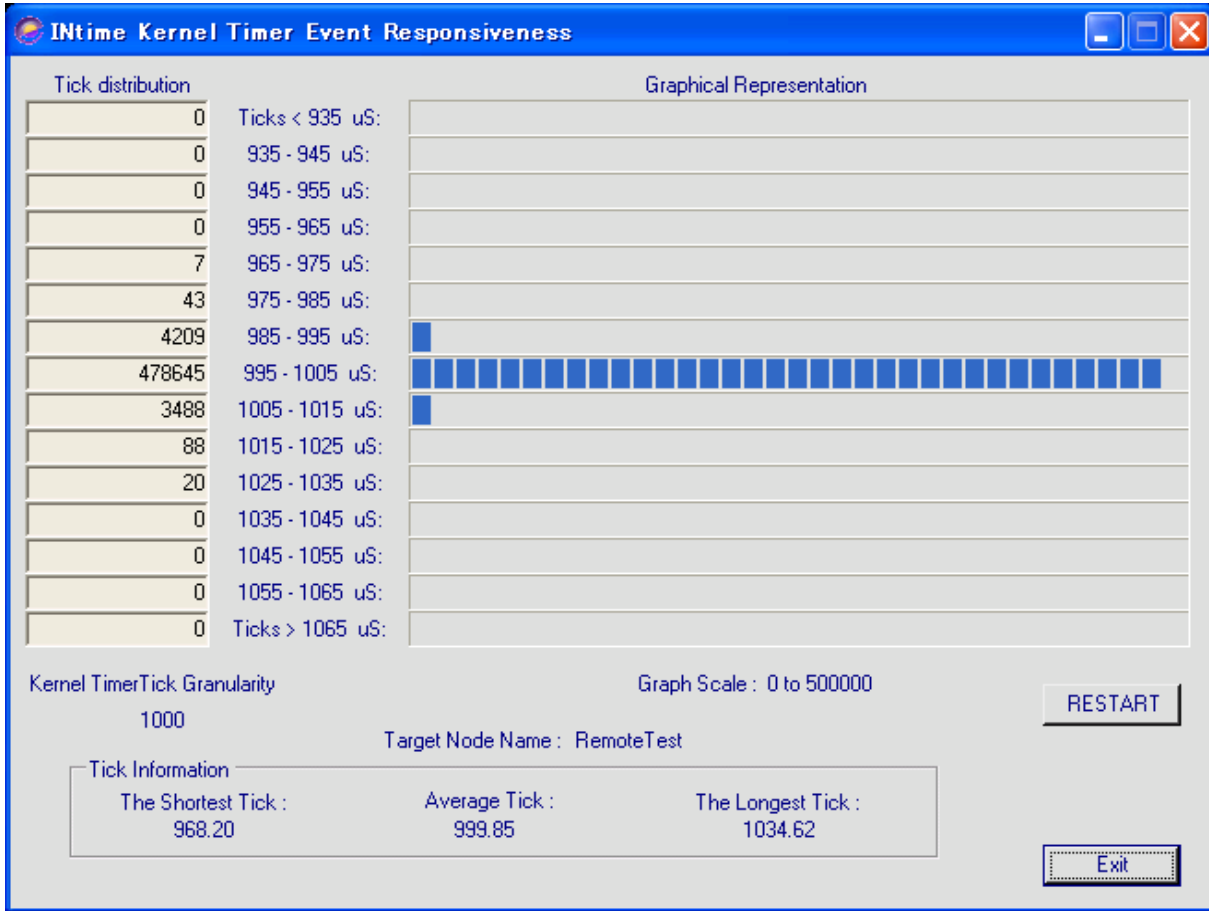 INtime Kernel Timer Event Responsiveness
Tick distribution Graphical Representation
0 Ticks < 935 uS:
0 935 - 945 uS:
0 945 - 955 uS:
0 955 - 965 uS:
7 965 - 975 uS:
43 975 - 985 uS:
4209 985 - 995 uS:
478645 995 - 1005 uS:
3488 1005 - 1015 uS:
88 1015 - 1025 uS:
20 1025 - 1035 uS:
0 1035 - 1045 uS:
0 1045 - 1055 uS:
0 1055 - 1065 uS:
0 Ticks > 1065 uS:
Kernel TimerTick Granularity Graph Scale : 0 to 500000
1000
RESTART
Target Node Name : RemoteTest
Tick Information
The Shortest Tick : Average Tick : The Longest Tick :
968.20 999.85 1034.62
Exit